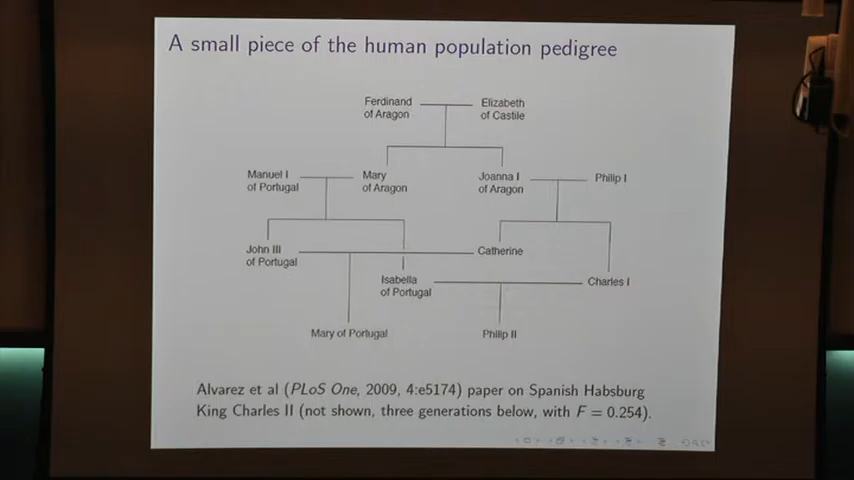 A small piece of the human population pedigree
Ferdinand
of Aragon
Elizabeth
of Castile
Manuel I
of Portugal
Mary
of Aragon
Joanna I
of Aragon
Philip I
John III
of Portugal
Catherine
Isabella
of Portugal
Charles I
Mary of Portugal
Philip II
Alvarez et al (PLoS One, 2009, 4:e5174) paper on Spanish Habsburg
King Charles II (not shown, three generations below, with F = 0.254).